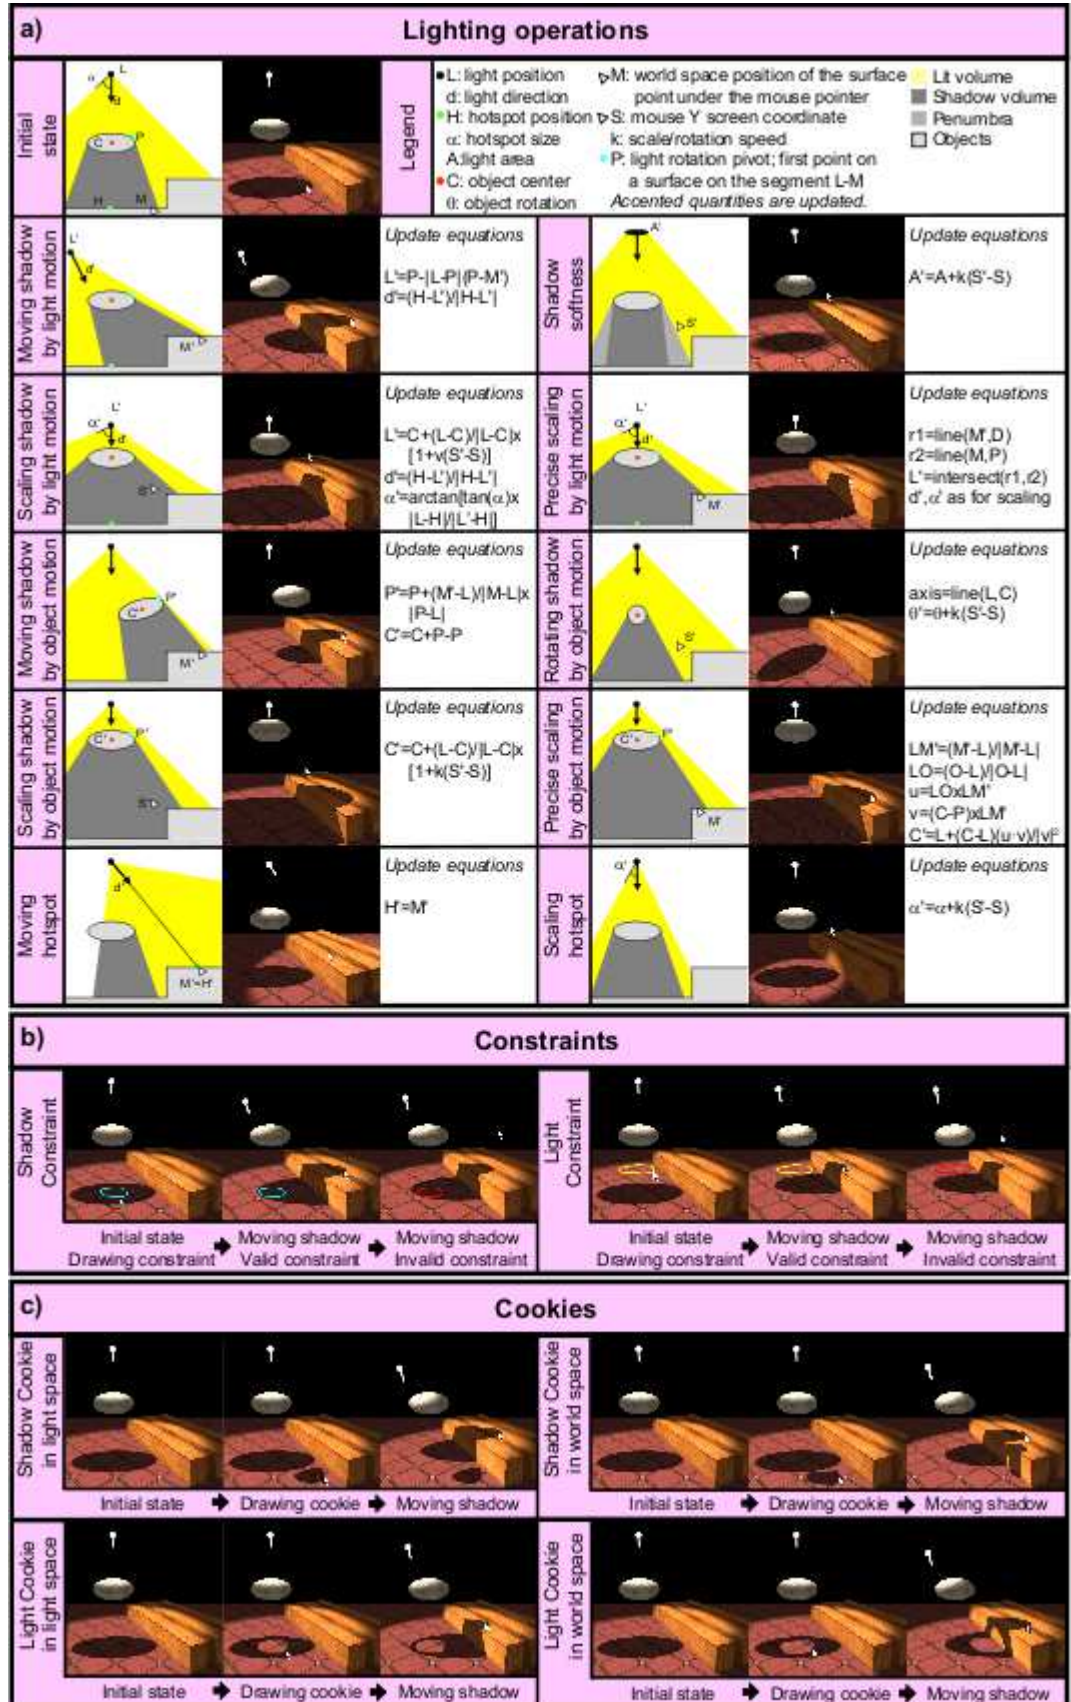 a)
Lighting operations
Initial
state
α
L
d
C
P
H
M
Legend
L: light position
d: light direction
H: hotspot position
α: hotspot size
A:light area
C: object center
θ: object rotation
M: world space position of the surface
point under the mouse pointer
S: mouse Y screen coordinate
k: scale/rotation speed
P: light rotation pivot; first point on
a surface on the segment L-M
Accented quantities are updated.
Lit volume
Shadow volume
Penumbra
Objects
Moving shadow
by light motion
L'
d'
M'
Update equations
L'=P-|L-P|(P-M')
d'=(H-L')/|H-L'|
Shadow
softness
A'
S'
Update equations
A'=A+k(S'-S)
Scaling shadow
by light motion
L'
α'
d'
S'
Update equations
L'=C+(L-C)/|L-C|x
[1+v(S'-S)]
d'=(H-L')/|H-L'|
α'=arctan[tan(α)x
|L-H|/|L'-H|]
Precise scaling
by light motion
L'
α'
d'
M'
Update equations
r1=line(M',D)
r2=line(M,P)
L'=intersect(r1,r2)
d',α' as for scaling
Moving shadow
by object motion
C'
P'
M'
Update equations
P'=P+(M'-L)/|M-L|x
|P-L|
C'=C+P-P
Rotating shadow
by object motion
S'
Update equations
axis=line(L,C)
θ'=θ+k(S'-S)
Scaling shadow
by object motion
C'
P'
S'
Update equations
C'=C+(L-C)/|L-C|x
[1+k(S'-S)]
Precise scaling
by object motion
C'
P'
M'
Update equations
LM'=(M'-L)/|M'-L|
LO=(O-L)/|O-L|
u=LOxLM'
v=(C-P)xLM'
C'=L+(C-L)(u·v)/|v|²
Moving
hotspot
d'
M'=H'
Update equations
H'=M'
Scaling
hotspot
α'
Update equations
α'=α+k(S'-S)
b)
Constraints
Shadow
Constraint
Initial state
Drawing constraint
Moving shadow
Valid constraint
Moving shadow
Invalid constraint
Light
Constraint
Initial state
Drawing constraint
Moving shadow
Valid constraint
Moving shadow
Invalid constraint
c)
Cookies
Shadow Cookie
in light space
Initial state
Drawing cookie
Moving shadow
Shadow Cookie
in world space
Initial state
Drawing cookie
Moving shadow
Light Cookie
in light space
Initial state
Drawing cookie
Moving shadow
Light Cookie
in world space
Initial state
Drawing cookie
Moving shadow